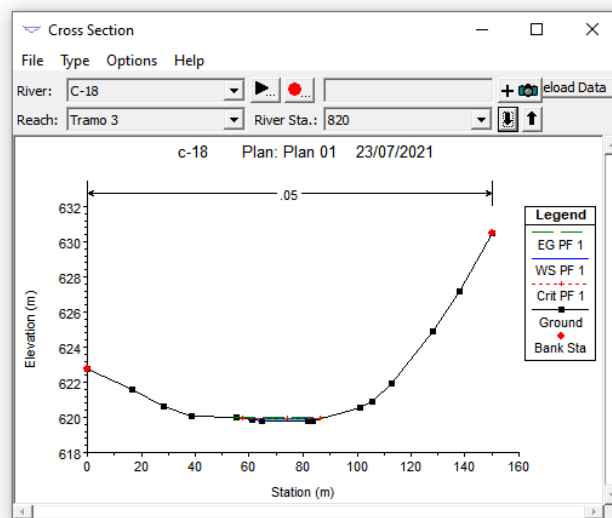 Cross Section
File Type Options Help
River: C-18 eload Data
Reach: Tramo 3 River Sta.: 820
c-18 Plan: Plan 01 23/07/2021
.05
632
630
628
626
624
622
620
618
Elevation (m)
0 20 40 60 80 100 120 140 160
Station (m)
Legend
EG PF 1
WS PF 1
Crit PF 1
Ground
Bank Sta